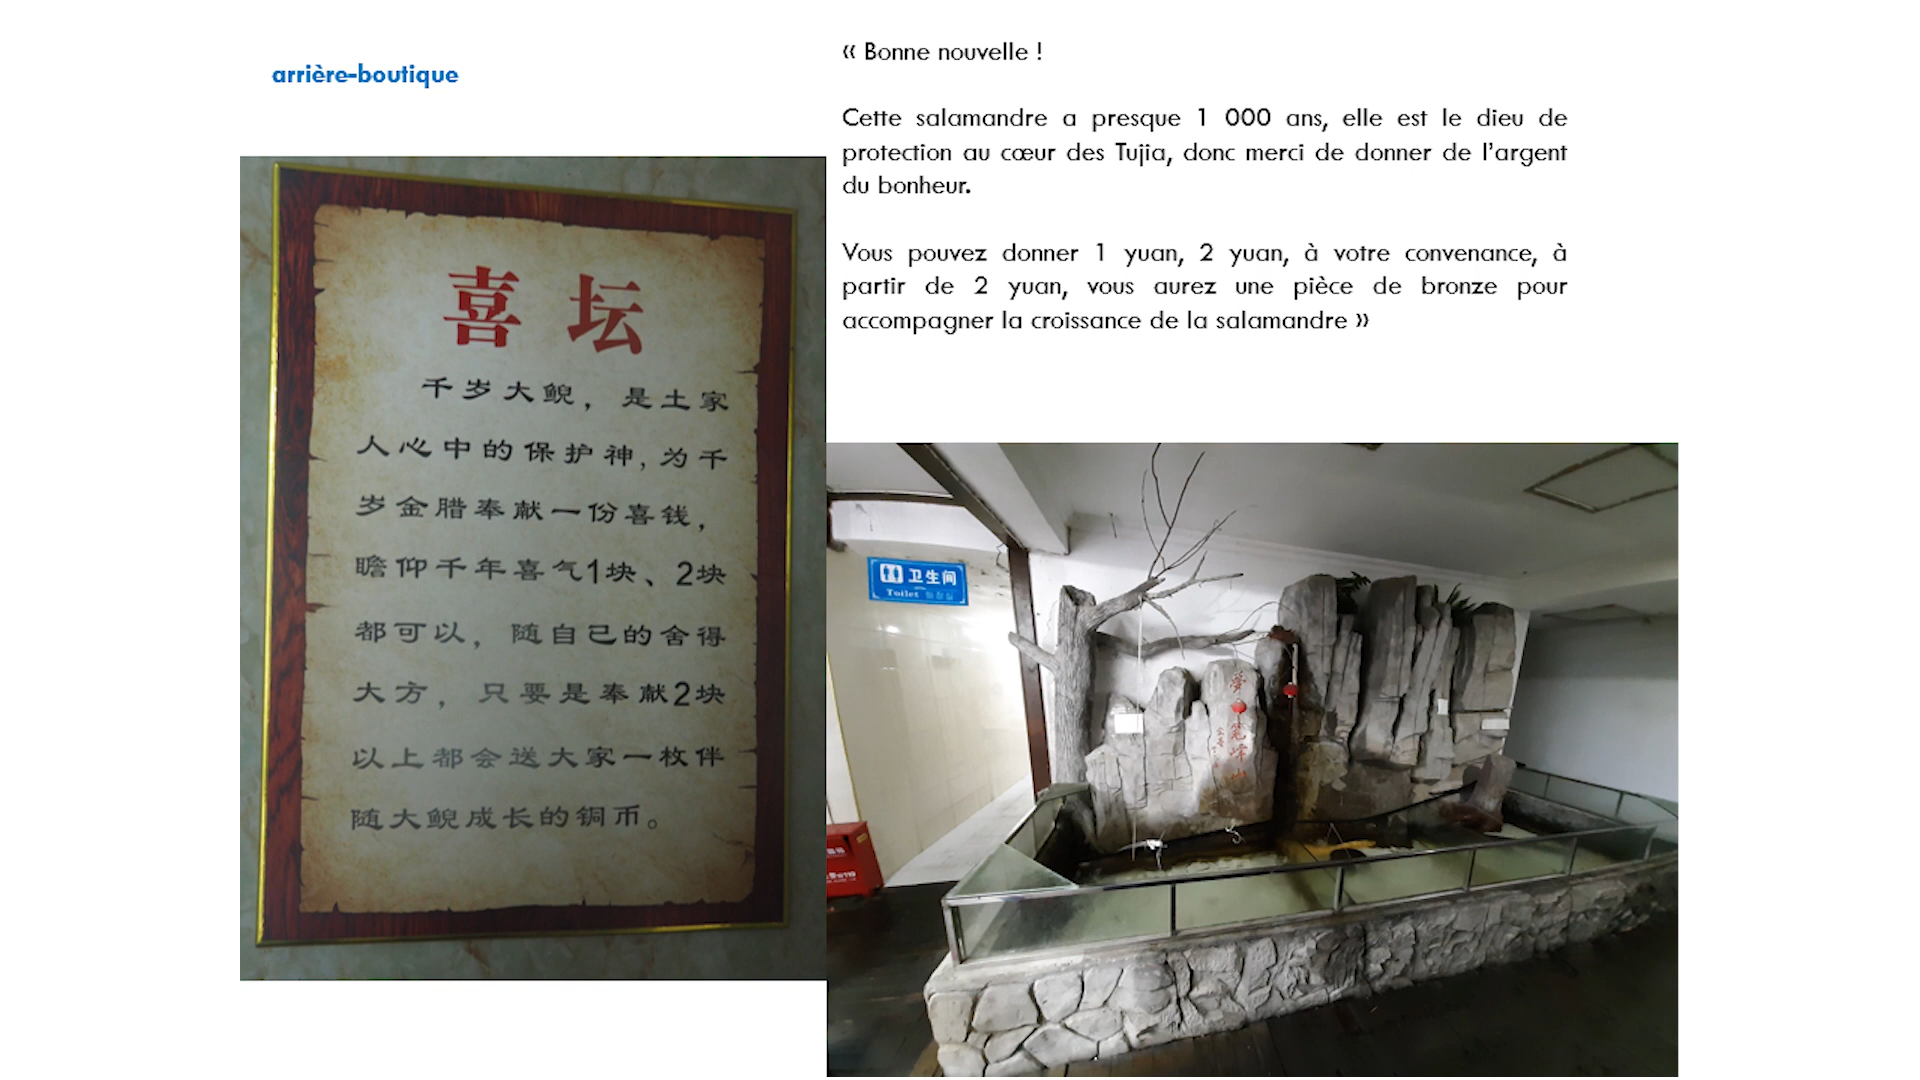 arrière-boutique
« Bonne nouvelle !
Cette salamandre a presque 1 000 ans, elle est le dieu de
protection au cœur des Tujia, donc merci de donner de l’argent
du bonheur.
Vous pouvez donner 1 yuan, 2 yuan, à votre convenance, à
partir de 2 yuan, vous aurez une pièce de bronze pour
accompagner la croissance de la salamandre »
喜坛
千岁大鲵，是土家
人心中的保护神,为千
岁金腊奉献一份喜钱，
瞻仰千年喜气1块、2块
都可以，随自己的舍得
大方，只要是奉献2块
以上都会送大家一枚伴
随大鲵成长的铜币。
卫生间
Toilet